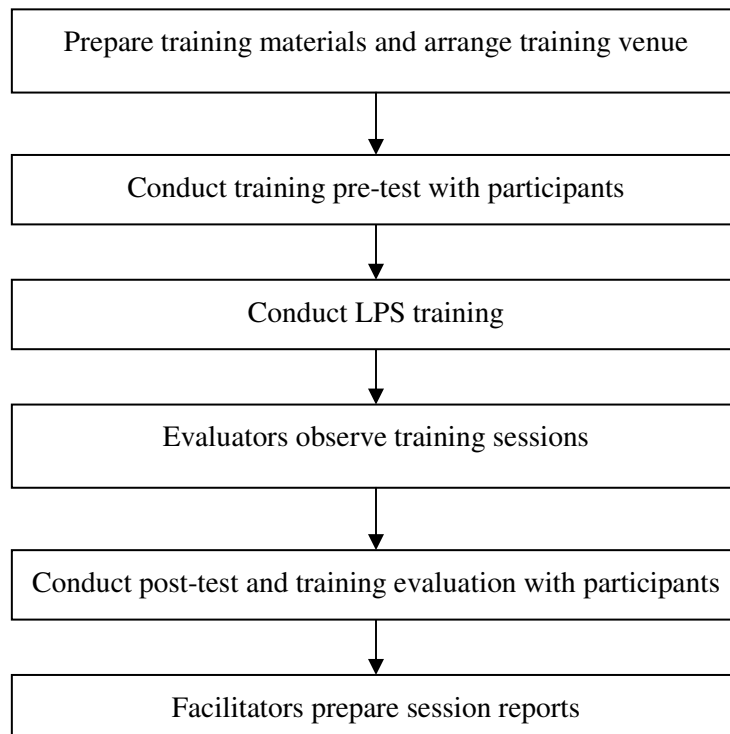 Prepare training materials and arrange training venue
Conduct training pre-test with participants
Conduct LPS training
Evaluators observe training sessions
Conduct post-test and training evaluation with participants
Facilitators prepare session reports